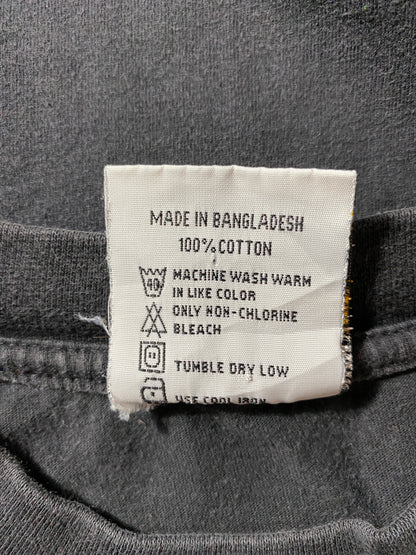 MADE IN BANGLADESH
100% COTTON
40 MACHINE WASH WARM
IN LIKE COLOR
ONLY NON-CHLORINE
BLEACH
TUMBLE DRY LOW
USE COOL IRON